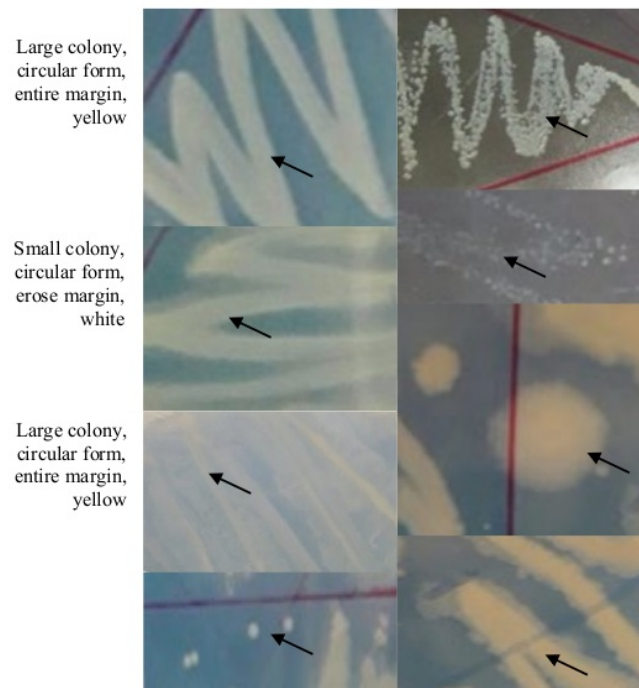 Large colony,
circular form,
entire margin,
yellow
Small colony,
circular form,
erose margin,
white
Large colony,
circular form,
entire margin,
yellow